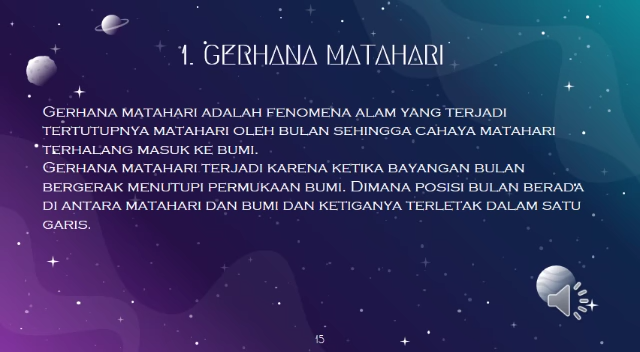 1. GERHANA MATAHARI
GERHANA MATAHARI ADALAH FENOMENA ALAM YANG TERJADI
TERTUTUPNYA MATAHARI OLEH BULAN SEHINGGA CAHAYA MATAHARI
TERHALANG MASUK KE BUMI.
GERHANA MATAHARI TERJADI KARENA KETIKA BAYANGAN BULAN
BERGERAK MENUTUPI PERMUKAAN BUMI. DIMANA POSISI BULAN BERADA
DI ANTARA MATAHARI DAN BUMI DAN KETIGANYA TERLETAK DALAM SATU
GARIS.
15